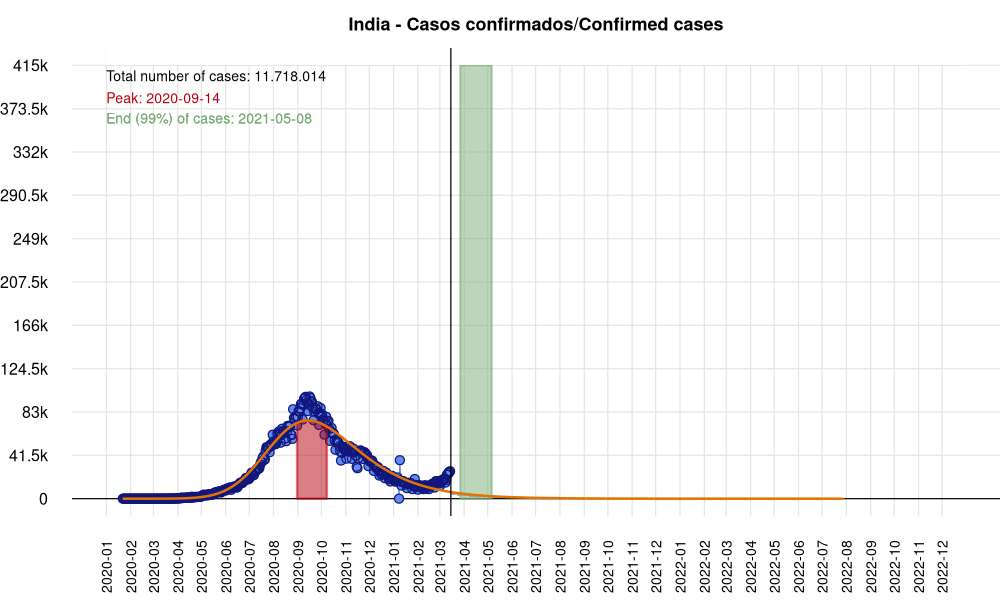 India - Casos confirmados/Confirmed cases
Total number of cases: 11.718.014
Peak: 2020-09-14
End (99%) of cases: 2021-05-08
415k
373.5k
332k
290.5k
249k
207.5k
166k
124.5k
83k
41.5k
0
2020-01
2020-02
2020-03
2020-04
2020-05
2020-06
2020-07
2020-08
2020-09
2020-10
2020-11
2020-12
2021-01
2021-02
2021-03
2021-04
2021-05
2021-06
2021-07
2021-08
2021-09
2021-10
2021-11
2021-12
2022-01
2022-02
2022-03
2022-04
2022-05
2022-06
2022-07
2022-08
2022-09
2022-10
2022-11
2022-12